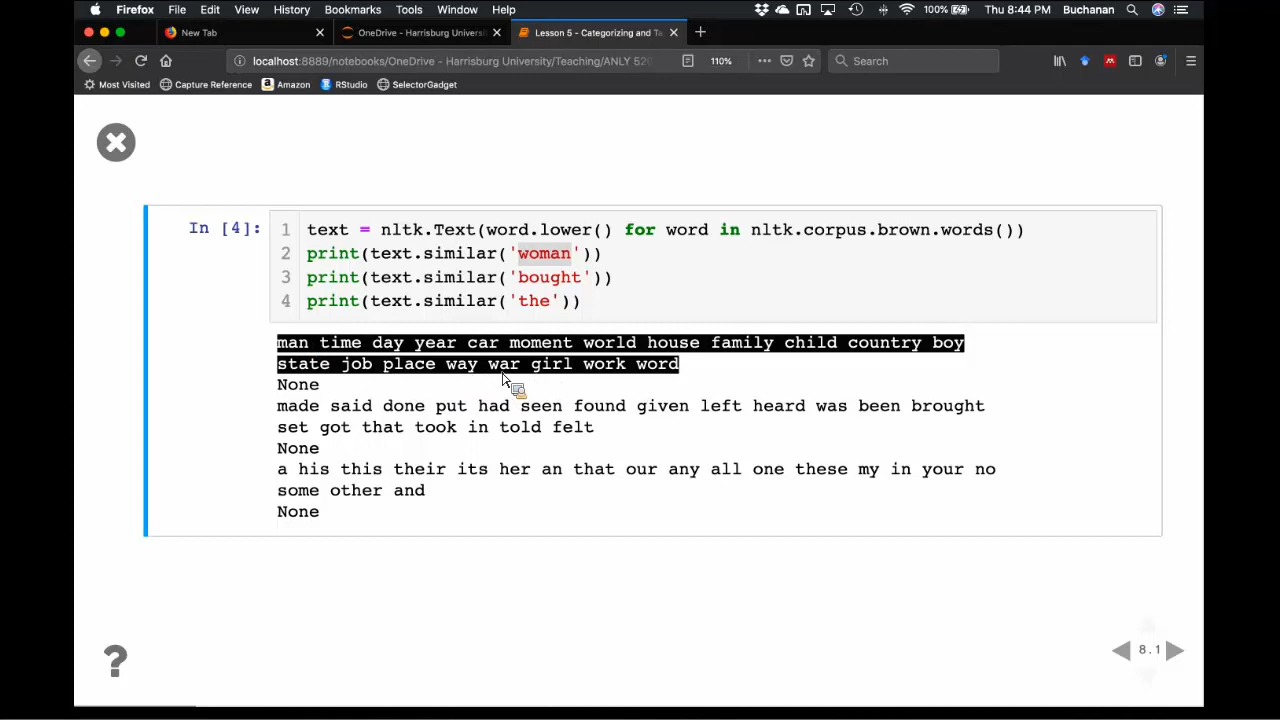 Firefox File Edit View History Bookmarks Tools Window Help 100% Thu 8:44 PM Buchanan
New Tab OneDrive - Harrisburg Universi Lesson 5 - Categorizing and Ta
localhost:8889/notebooks/OneDrive - Harrisburg University/Teaching/ANLY 520 110% Search
Most Visited Capture Reference Amazon RStudio SelectorGadget
In [4]: 1 text = nltk.Text(word.lower() for word in nltk.corpus.brown.words())
2 print(text.similar('woman'))
3 print(text.similar('bought'))
4 print(text.similar('the'))
man time day year car moment world house family child country boy
state job place way war girl work word
None
made said done put had seen found given left heard was been brought
set got that took in told felt
None
a his this their its her an that our any all one these my in your no
some other and
None
?
8.1